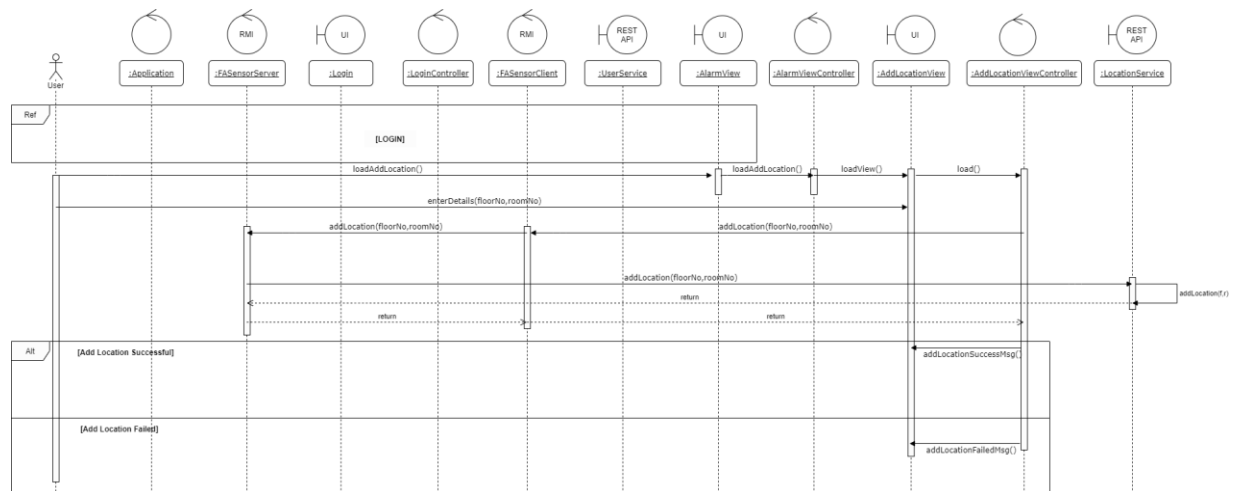 RMI
UI
RMI
REST
API
UI
UI
REST
API
User
:Application
:FASensorServer
:Login
:LoginController
:FASensorClient
:UserService
:AlarmView
:AlarmViewController
:AddLocationView
:AddLocationViewController
:LocationService
Ref
[LOGIN]
loadAddLocation()
loadAddLocation()
loadView()
load()
enterDetails(floorNo,roomNo)
addLocation(floorNo,roomNo)
addLocation(floorNo,roomNo)
addLocation(floorNo,roomNo)
addLocation(f,r)
return
return
return
Alt
[Add Location Successful]
addLocationSuccessMsg()
[Add Location Failed]
addLocationFailedMsg()